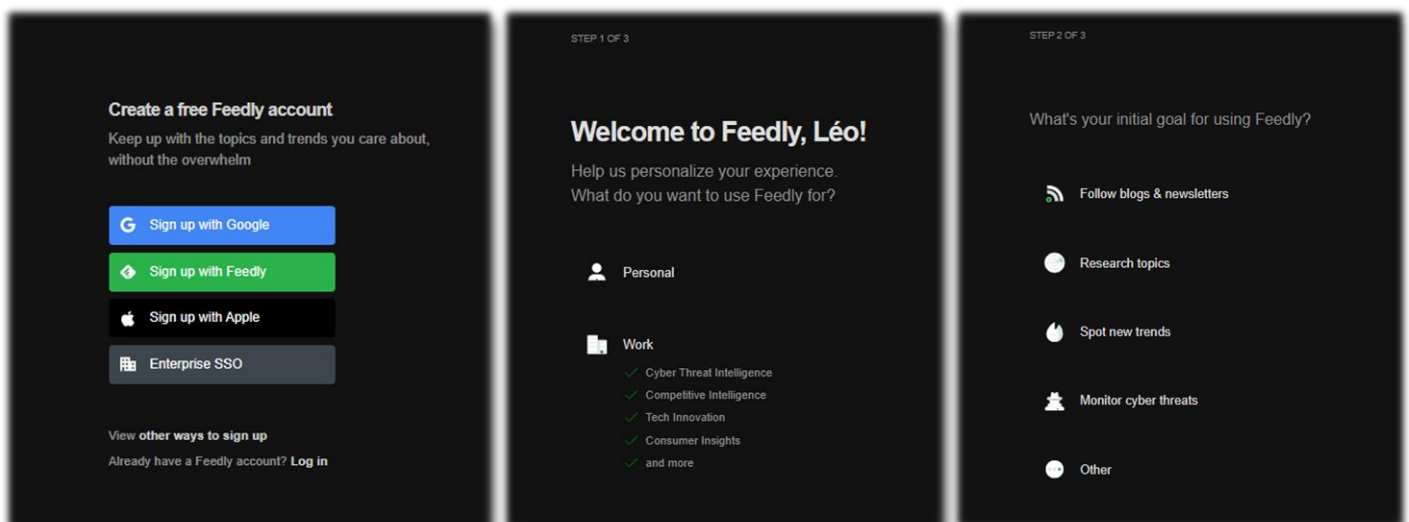 Create a free Feedly account
Keep up with the topics and trends you care about,
without the overwhelm
Sign up with Google
Sign up with Feedly
Sign up with Apple
Enterprise SSO
View other ways to sign up
Already have a Feedly account? Log in
STEP 1 OF 3
Welcome to Feedly, Léo!
Help us personalize your experience.
What do you want to use Feedly for?
Personal
Work
Cyber Threat Intelligence
Competitive Intelligence
Tech Innovation
Consumer Insights
and more
STEP 2 OF 3
What's your initial goal for using Feedly?
Follow blogs & newsletters
Research topics
Spot new trends
Monitor cyber threats
Other